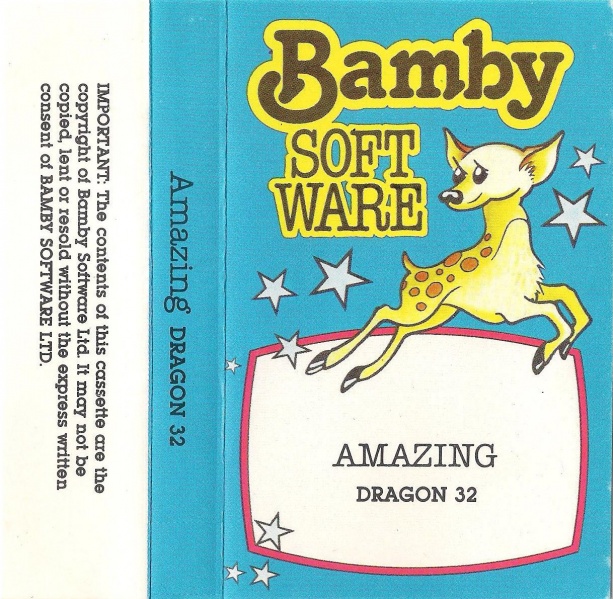 IMPORTANT: The contents of this cassette are the
copyright of Bamby Software Ltd. It may not be
copied, lent or resold without the express written
consent of BAMBY SOFTWARE LTD.
Amazing DRAGON 32
Bamby
SOFT
WARE
AMAZING
DRAGON 32